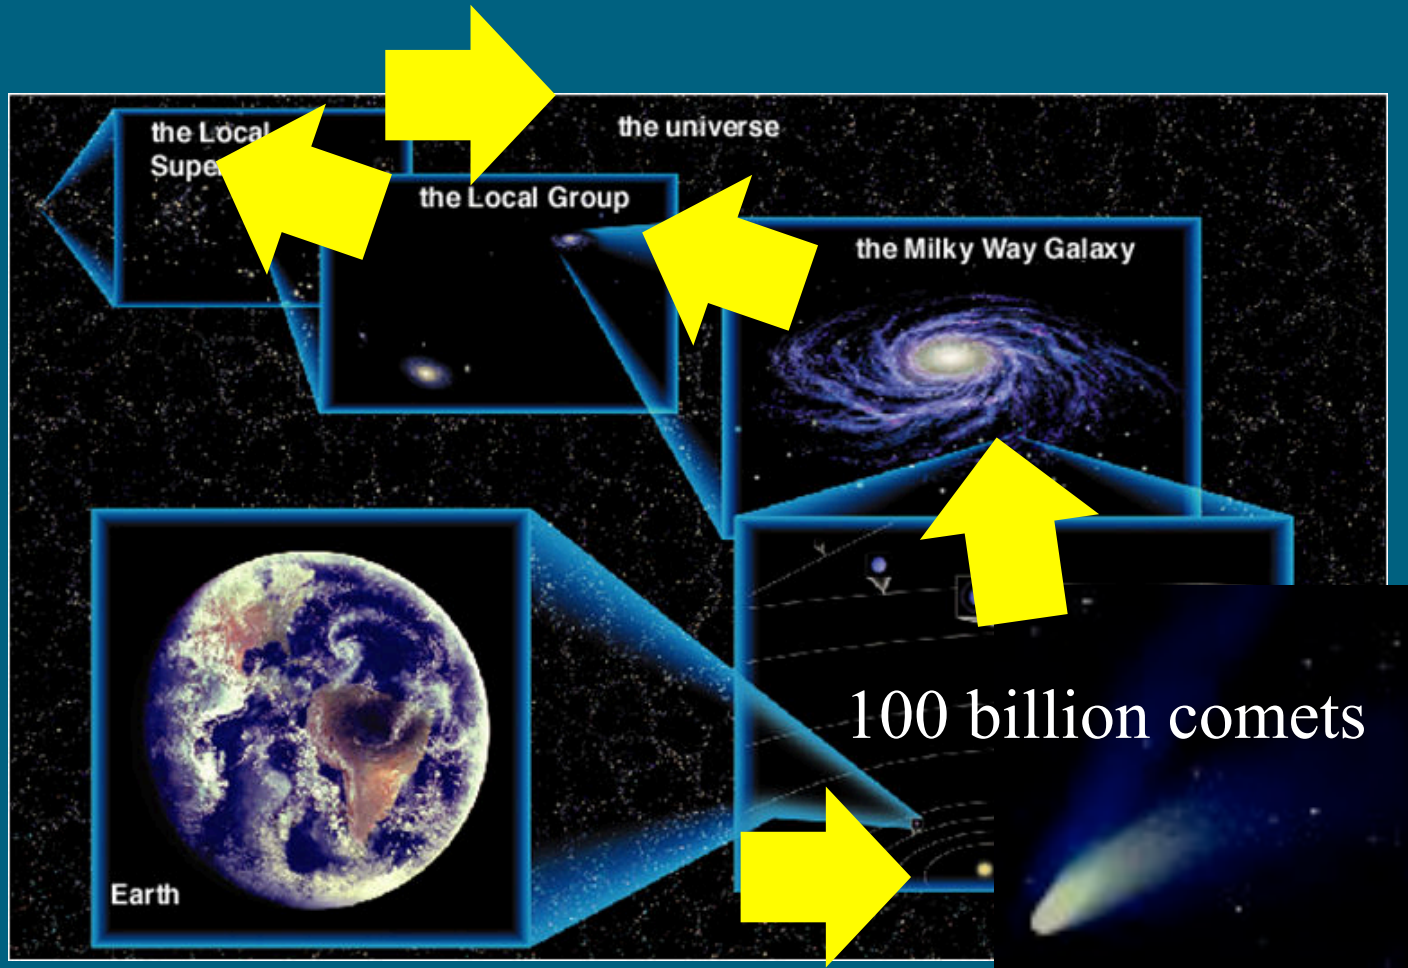 the Local
the universe
the Local Group
the Milky Way Galaxy
100 billion comets
Earth